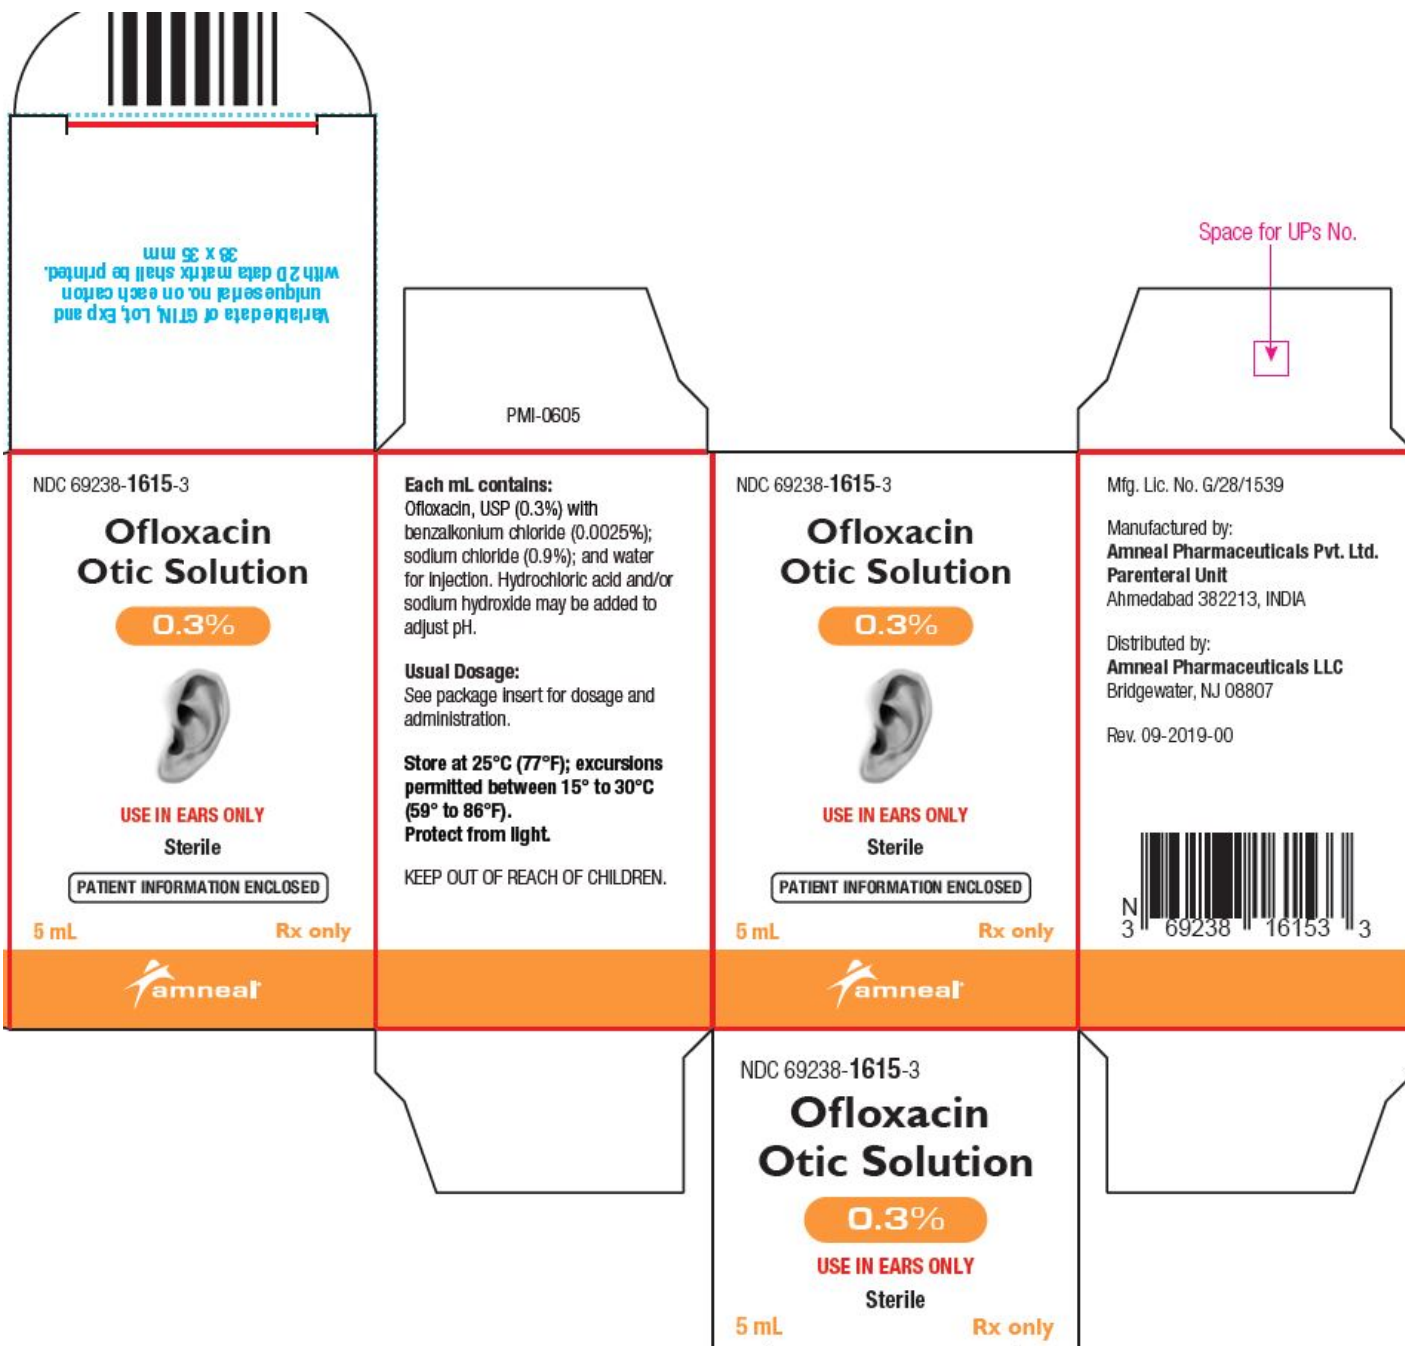 Variable data of GTIN, Lot, Exp and
unique serial no. on each carton
with 2D data matrix shall be printed.
38 x 35 mm
Space for UPs No.
PMI-0605
NDC 69238-1615-3
Ofloxacin
Otic Solution
0.3%
USE IN EARS ONLY
Sterile
PATIENT INFORMATION ENCLOSED
5 mL Rx only
amneal
Each mL contains:
Ofloxacin, USP (0.3%) with
benzalkonium chloride (0.0025%);
sodium chloride (0.9%); and water
for injection. Hydrochloric acid and/or
sodium hydroxide may be added to
adjust pH.
Usual Dosage:
See package insert for dosage and
administration.
Store at 25°C (77°F); excursions
permitted between 15° to 30°C
(59° to 86°F).
Protect from light.
KEEP OUT OF REACH OF CHILDREN.
NDC 69238-1615-3
Ofloxacin
Otic Solution
0.3%
USE IN EARS ONLY
Sterile
PATIENT INFORMATION ENCLOSED
5 mL Rx only
amneal
Mfg. Lic. No. G/28/1539
Manufactured by:
Amneal Pharmaceuticals Pvt. Ltd.
Parenteral Unit
Ahmedabad 382213, INDIA
Distributed by:
Amneal Pharmaceuticals LLC
Bridgewater, NJ 08807
Rev. 09-2019-00
N
3 69238 16153 3
NDC 69238-1615-3
Ofloxacin
Otic Solution
0.3%
USE IN EARS ONLY
Sterile
5 mL Rx only